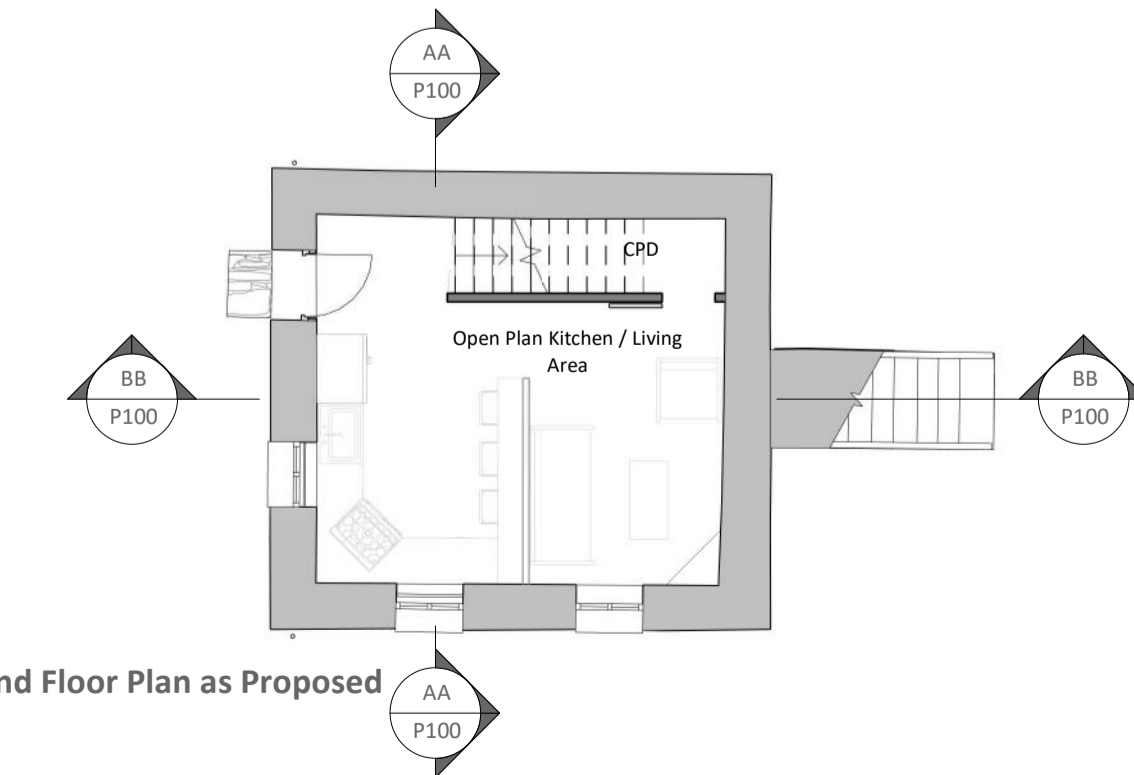 AA
P100
CPD
Open Plan Kitchen / Living
Area
BB
P100
BB
P100
nd Floor Plan as Proposed
AA
P100